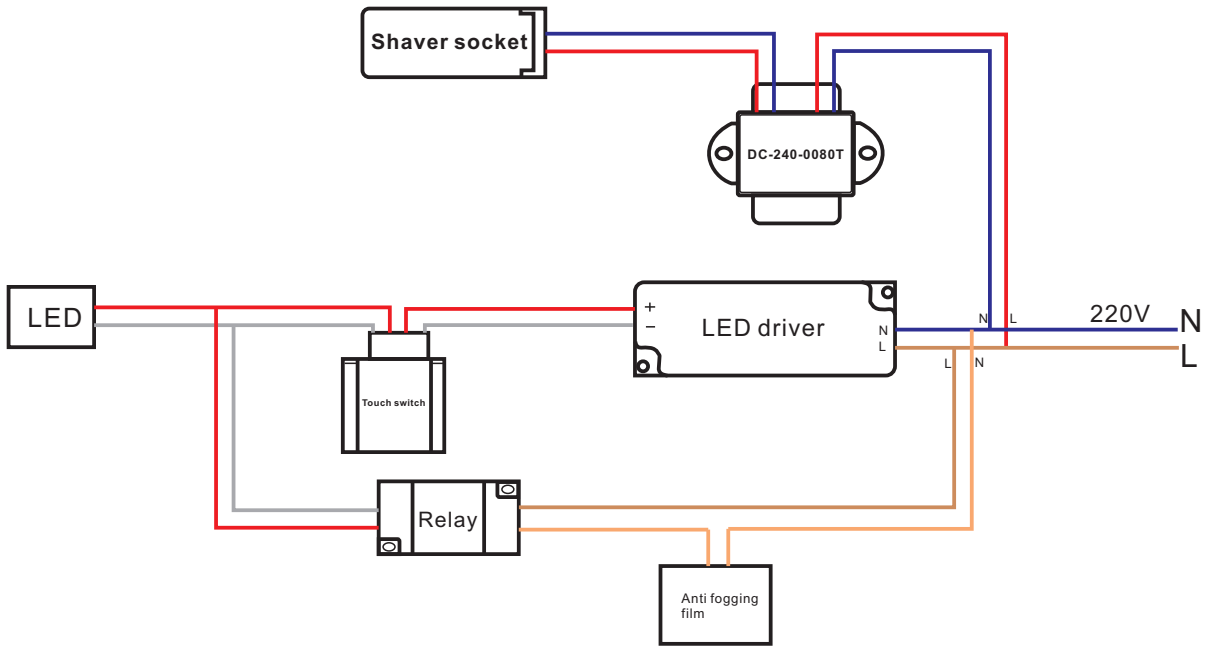 Shaver socket
DC-240-0080T
220V
N
L
N
L
LED
+
−
LED driver
N
L
L
N
Touch switch
Relay
Anti fogging
film